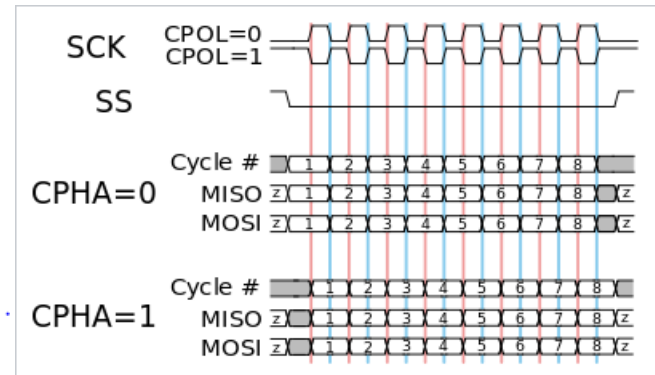 SCK CPOL=0
CPOL=1
SS
Cycle # 1 2 3 4 5 6 7 8
CPHA=0 MISO z 1 2 3 4 5 6 7 8 z
MOSI z 1 2 3 4 5 6 7 8 z
Cycle # 1 2 3 4 5 6 7 8
CPHA=1 MISO z 1 2 3 4 5 6 7 8 z
MOSI z 1 2 3 4 5 6 7 8 z